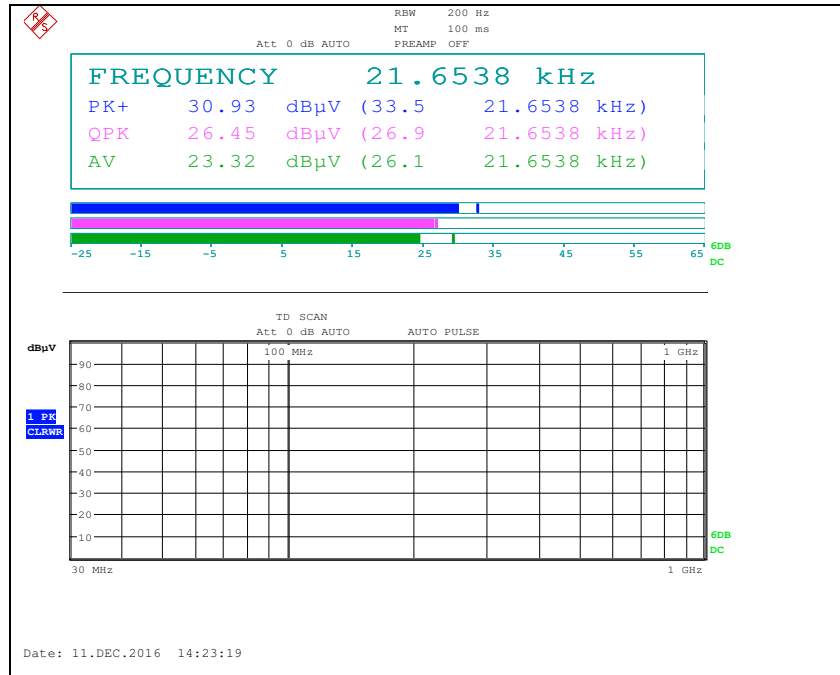 R S
RBW 200 Hz
MT 100 ms
Att 0 dB AUTO PREAMP OFF
FREQUENCY 21.6538 kHz
PK+ 30.93 dBµV (33.5 21.6538 kHz)
QPK 26.45 dBµV (26.9 21.6538 kHz)
AV 23.32 dBµV (26.1 21.6538 kHz)
-25 -15 -5 5 15 25 35 45 55 65
6DB
DC
TD SCAN
Att 0 dB AUTO AUTO PULSE
dBµV
100 MHz 1 GHz
90
80
70
1 PK
CLRWR
60
50
40
30
20
10
6DB
DC
30 MHz 1 GHz
Date: 11.DEC.2016 14:23:19